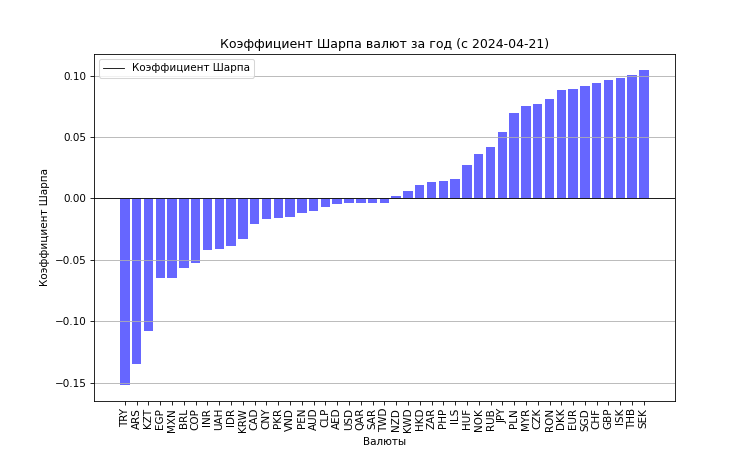 Коэффициент Шарпа валют за год (с 2024-04-21)
Коэффициент Шарпа
0.10
0.05
0.00
−0.05
−0.10
−0.15
Коэффициент Шарпа
TRY ARS KZT EGP MXN BRL COP INR UAH IDR KRW CAD CNY PKR VND PEN AUD CLP AED USD QAR SAR TWD NZD KWD HKD ZAR PHP ILS HUF NOK RUB JPY PLN MYR CZK RON DKK EUR SGD CHF GBP ISK THB SEK
Валюты